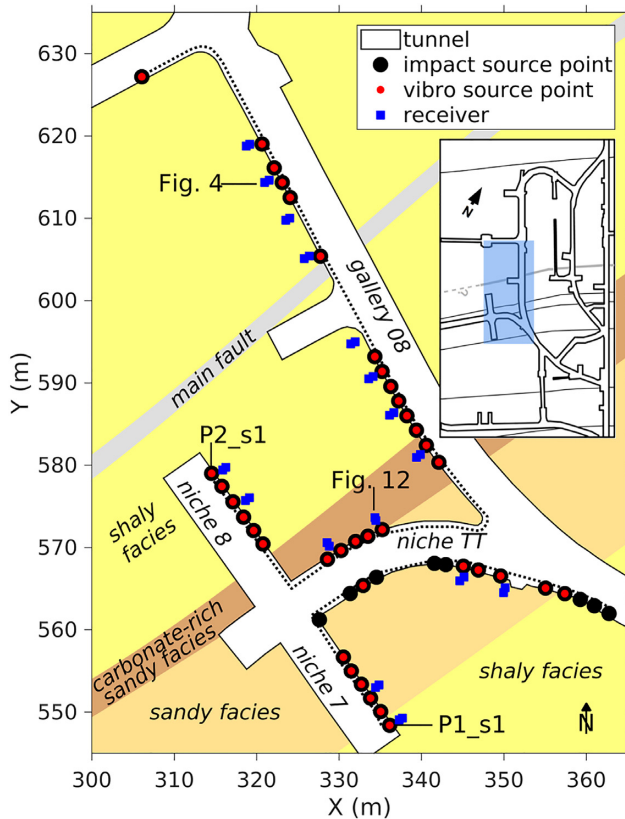 tunnel
impact source point
vibro source point
receiver
635
630
620
610
600
590
580
570
560
550
Y (m)
300
310
320
330
340
350
360
X (m)
Fig. 4
gallery 08
N
main fault
P2_s1
Fig. 12
shaly
facies
niche 8
niche TT
carbonate-rich
sandy facies
niche 7
shaly facies
sandy facies
P1_s1
N